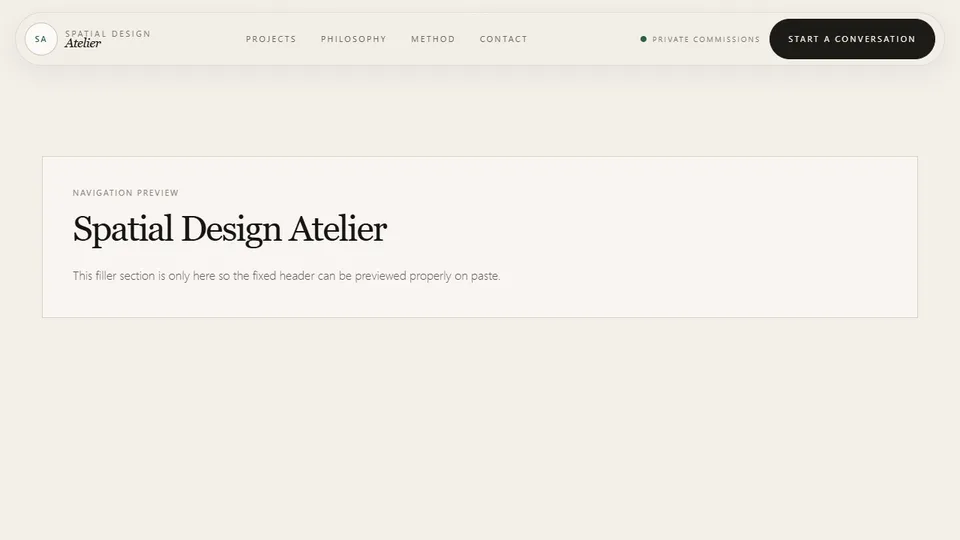 SA
SPATIAL DESIGN
Atelier
PROJECTS
PHILOSOPHY
METHOD
CONTACT
PRIVATE COMMISSIONS
START A CONVERSATION
NAVIGATION PREVIEW
Spatial Design Atelier
This filler section is only here so the fixed header can be previewed properly on paste.